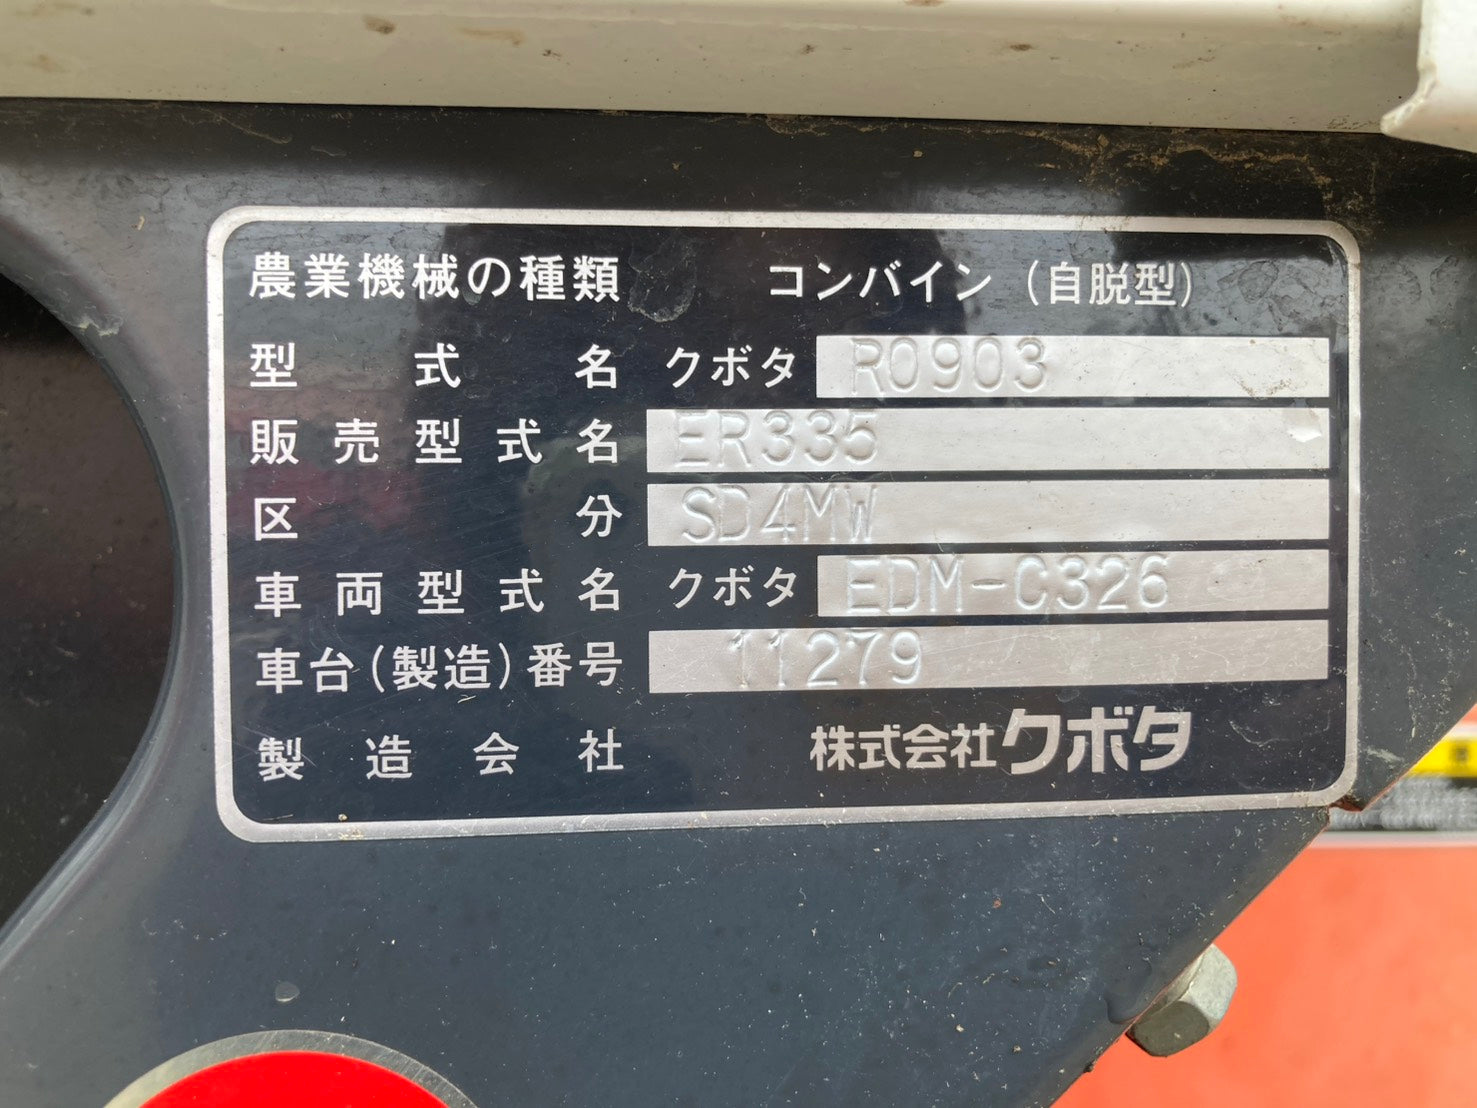 農業機械の種類 コンバイン（自脱型）
型式名 クボタ R0903
販売型式名 ER335
区分 SD4MW
車両型式名 クボタ EDM-C326
車台(製造)番号 11279
製造会社 株式会社クボタ